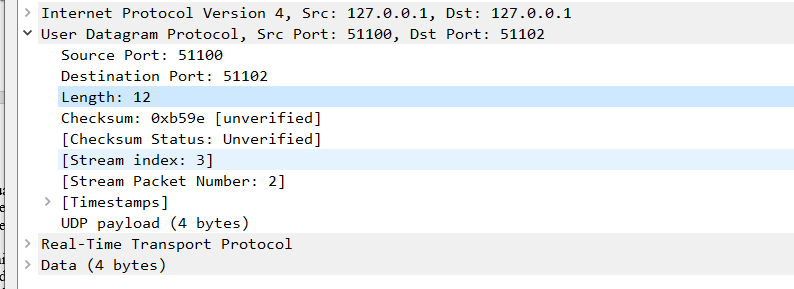 Internet Protocol Version 4, Src: 127.0.0.1, Dst: 127.0.0.1
User Datagram Protocol, Src Port: 51100, Dst Port: 51102
Source Port: 51100
Destination Port: 51102
Length: 12
Checksum: 0xb59e [unverified]
[Checksum Status: Unverified]
[Stream index: 3]
[Stream Packet Number: 2]
[Timestamps]
UDP payload (4 bytes)
Real-Time Transport Protocol
Data (4 bytes)